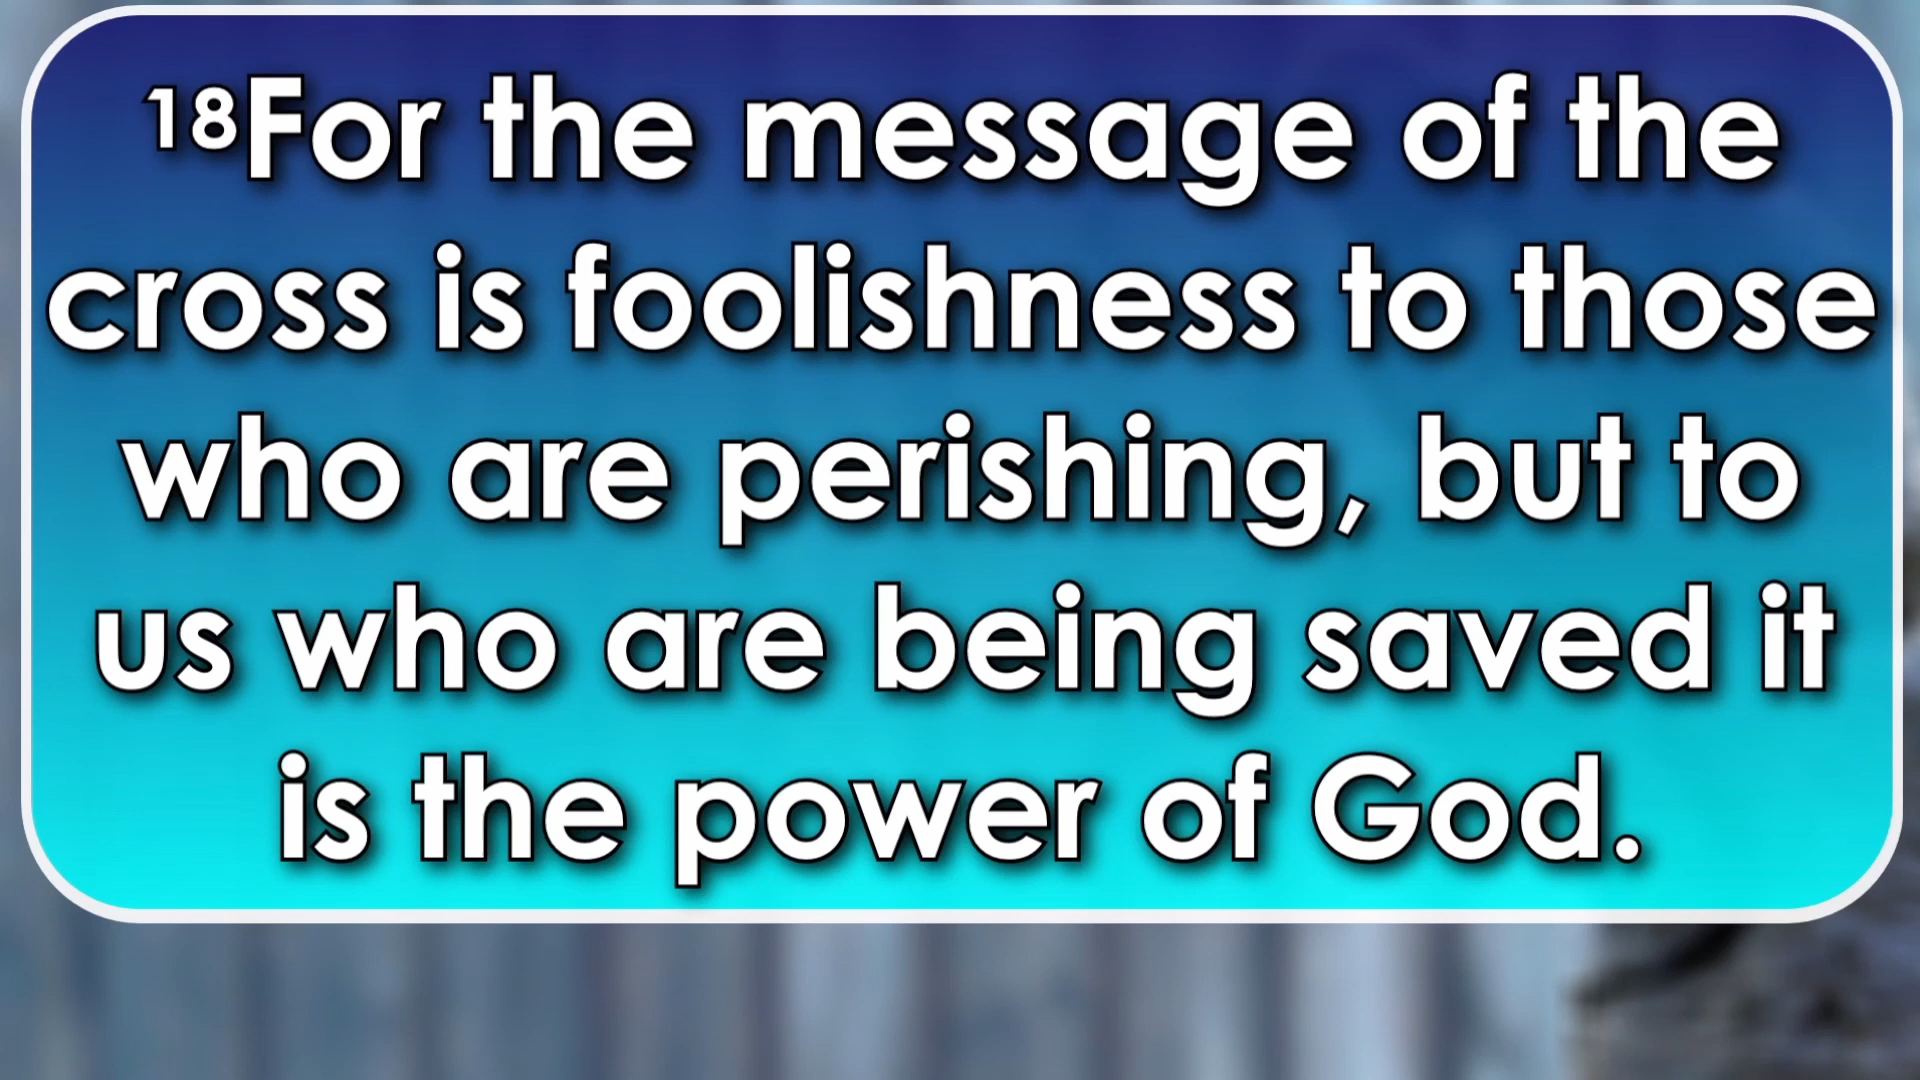 ¹⁸For the message of the
cross is foolishness to those
who are perishing, but to
us who are being saved it
is the power of God.